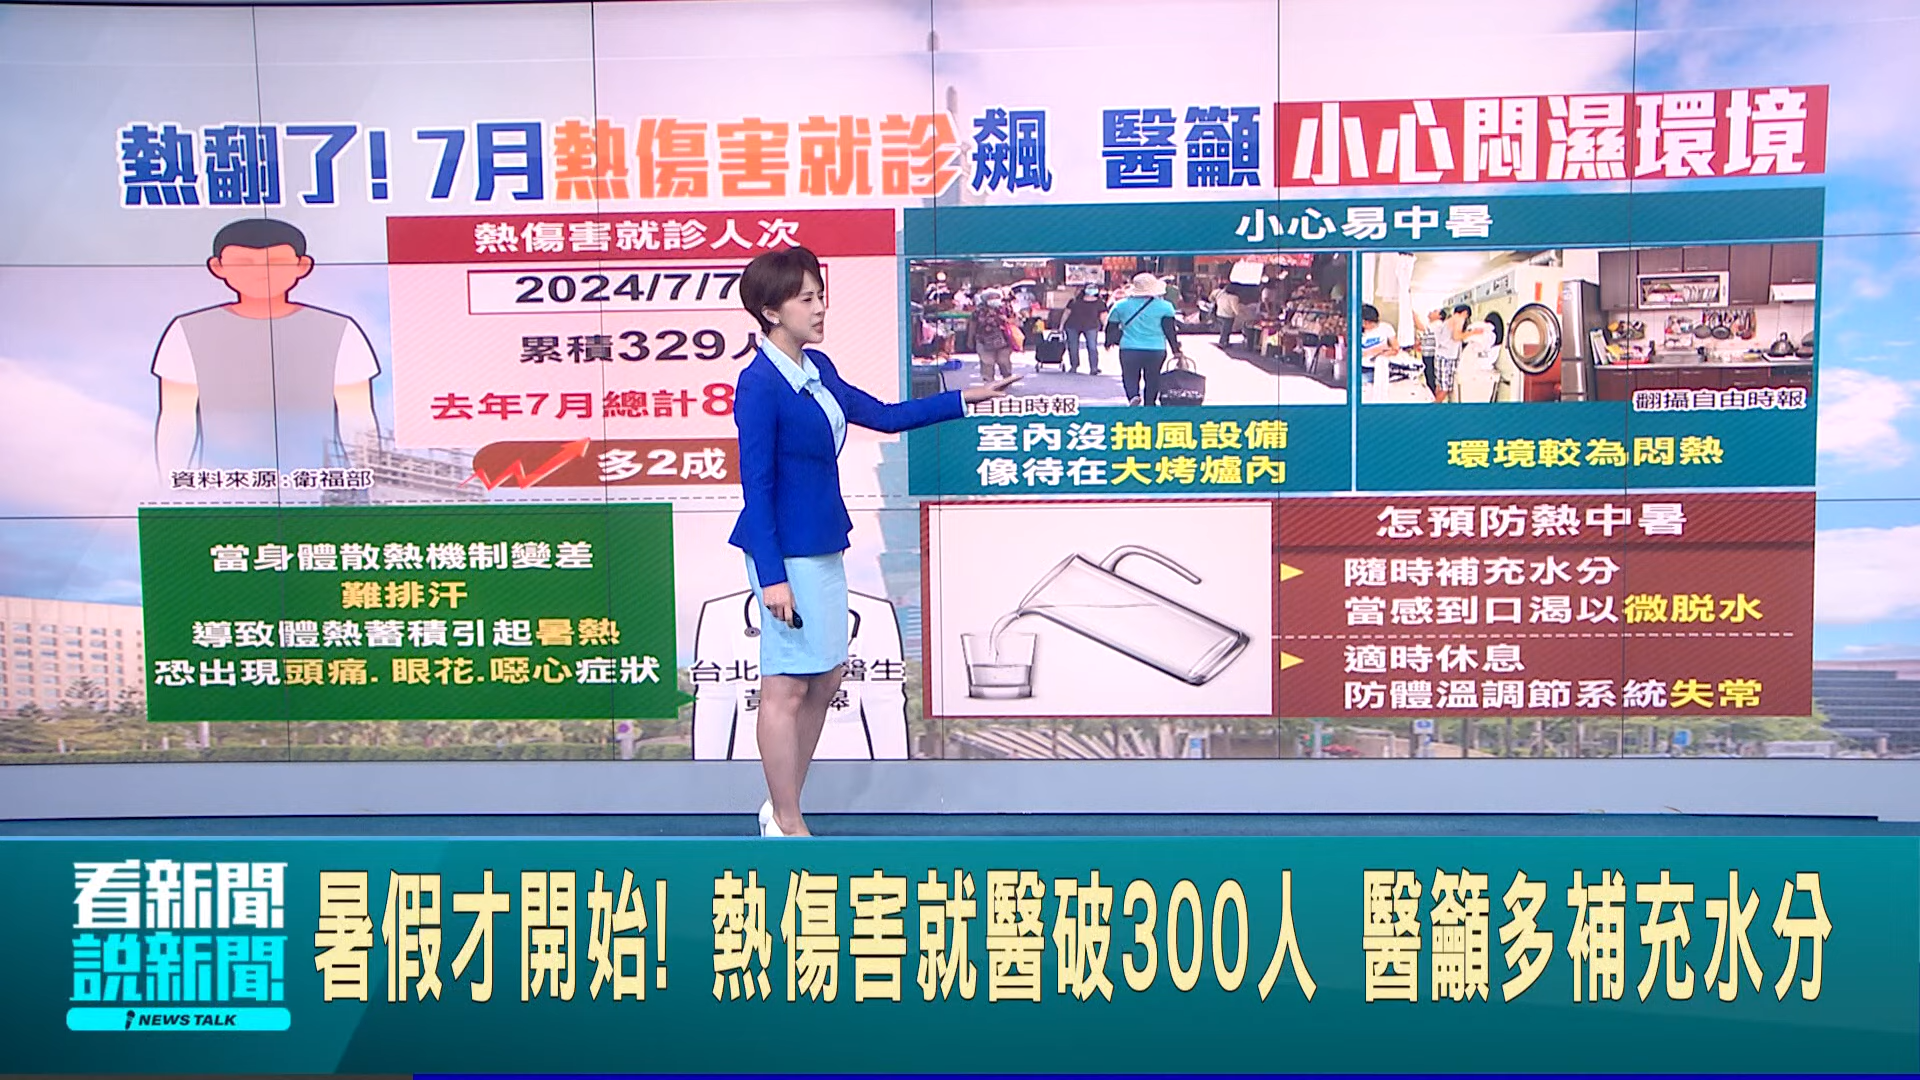 熱翻了! 7月熱傷害就診飆 醫籲 小心悶濕環境
熱傷害就診人次
2024/7/7
累積329人
去年7月總計8
多2成
資料來源:衛福部
小心易中暑
自由時報
室內沒抽風設備
像待在大烤爐內
翻攝自由時報
環境較為悶熱
當身體散熱機制變差
難排汗
導致體熱蓄積引起暑熱
恐出現頭痛.眼花.噁心症狀
台北 醫生
怎預防熱中暑
隨時補充水分
當感到口渴以微脫水
適時休息
防體溫調節系統失常
看新聞
說新聞
NEWS TALK
暑假才開始! 熱傷害就醫破300人 醫籲多補充水分